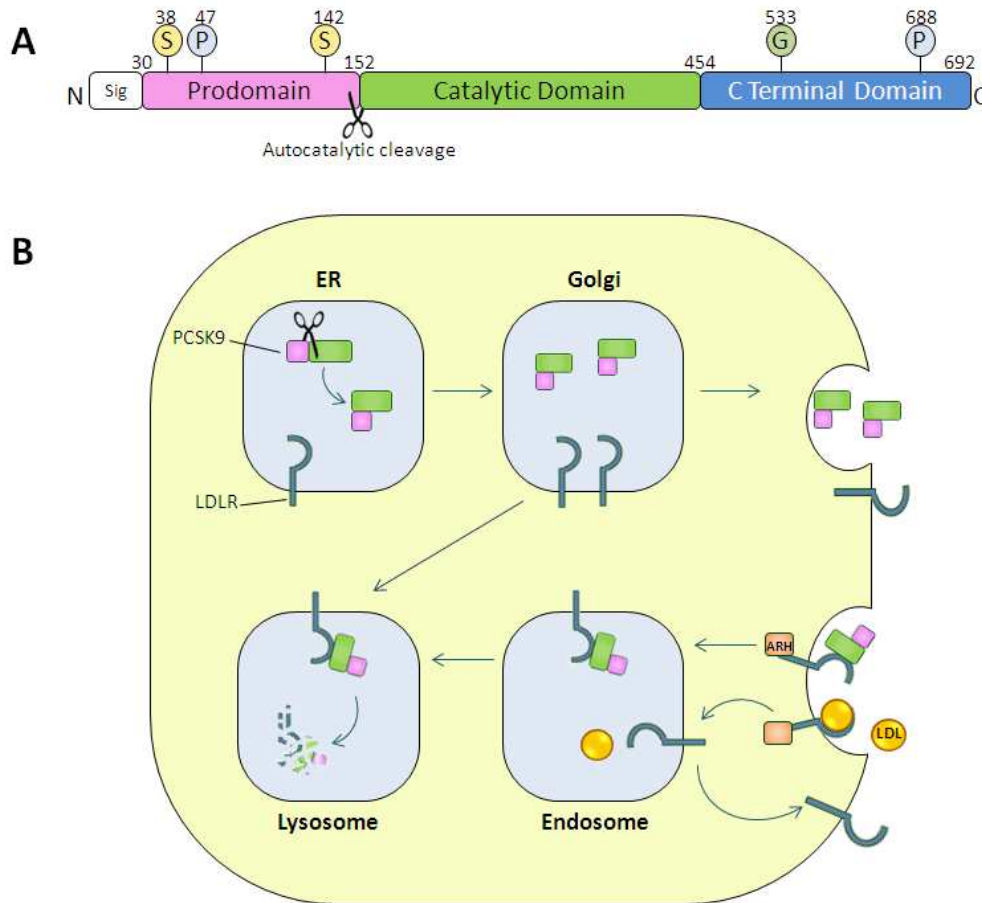 A
38 47 142 533 688
S P S G P
30 152 454 692
N Sig Prodomain Catalytic Domain C Terminal Domain C
Autocatalytic cleavage
B
ER Golgi
PCSK9
LDLR
ARH
LDL
Lysosome Endosome